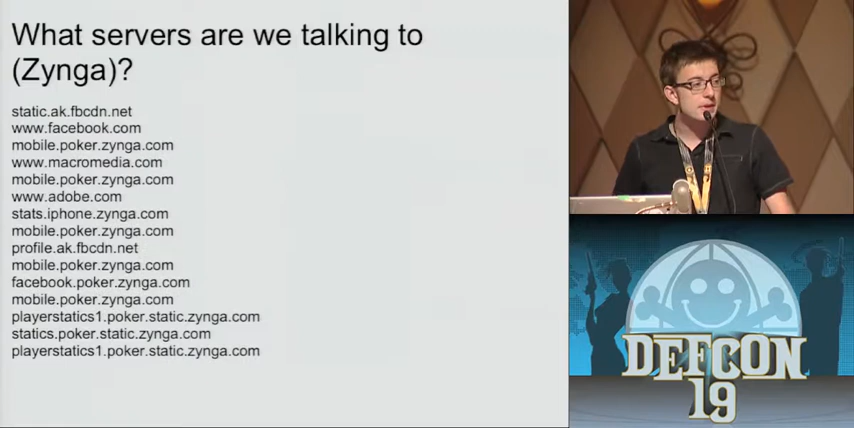 What servers are we talking to
(Zynga)?
static.ak.fbcdn.net
www.facebook.com
mobile.poker.zynga.com
www.macromedia.com
mobile.poker.zynga.com
www.adobe.com
stats.iphone.zynga.com
mobile.poker.zynga.com
profile.ak.fbcdn.net
mobile.poker.zynga.com
facebook.poker.zynga.com
mobile.poker.zynga.com
playerstatics1.poker.static.zynga.com
statics.poker.static.zynga.com
playerstatics1.poker.static.zynga.com
DEFCON
19